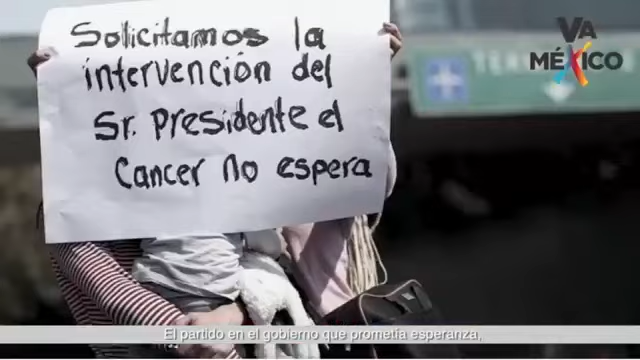 Solicitamos la
intervención del
Sr. Presidente el
Cancer no espera
VA
MÉXICO
El partido en el gobierno que prometía esperanza,